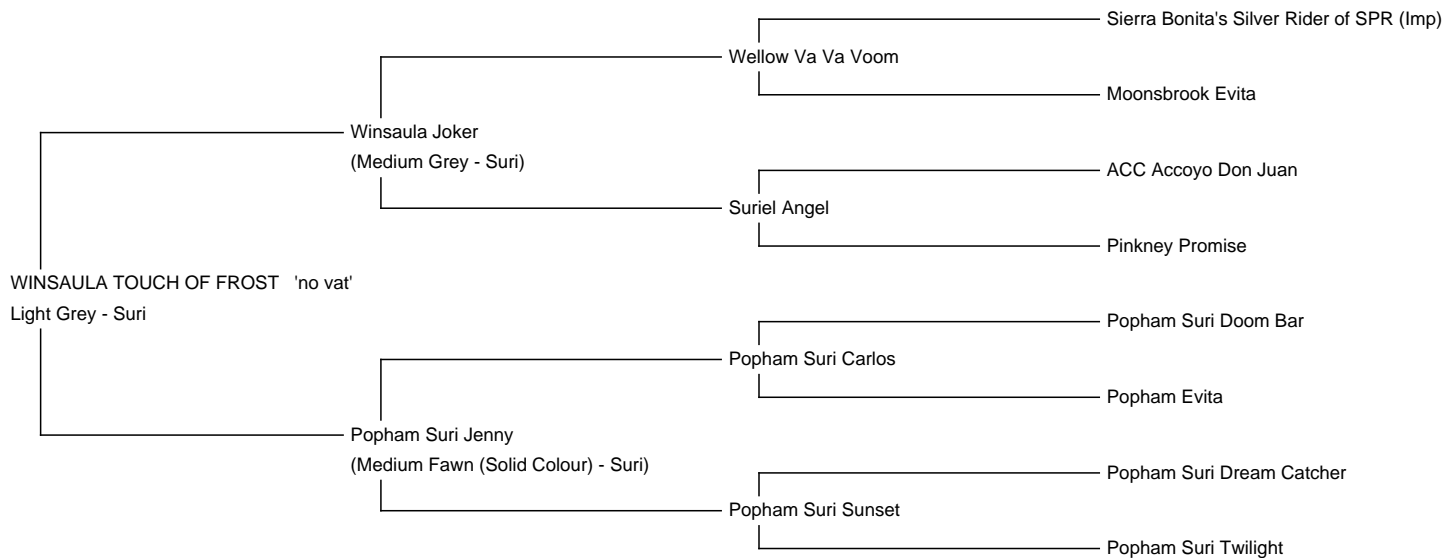 Sierra Bonita's Silver Rider of SPR (Imp)
Wellow Va Va Voom
Moonsbrook Evita
Winsaula Joker
(Medium Grey - Suri)
ACC Accoyo Don Juan
Suriel Angel
Pinkney Promise
WINSAULA TOUCH OF FROST 'no vat'
Light Grey - Suri
Popham Suri Doom Bar
Popham Suri Carlos
Popham Evita
Popham Suri Jenny
(Medium Fawn (Solid Colour) - Suri)
Popham Suri Dream Catcher
Popham Suri Sunset
Popham Suri Twilight